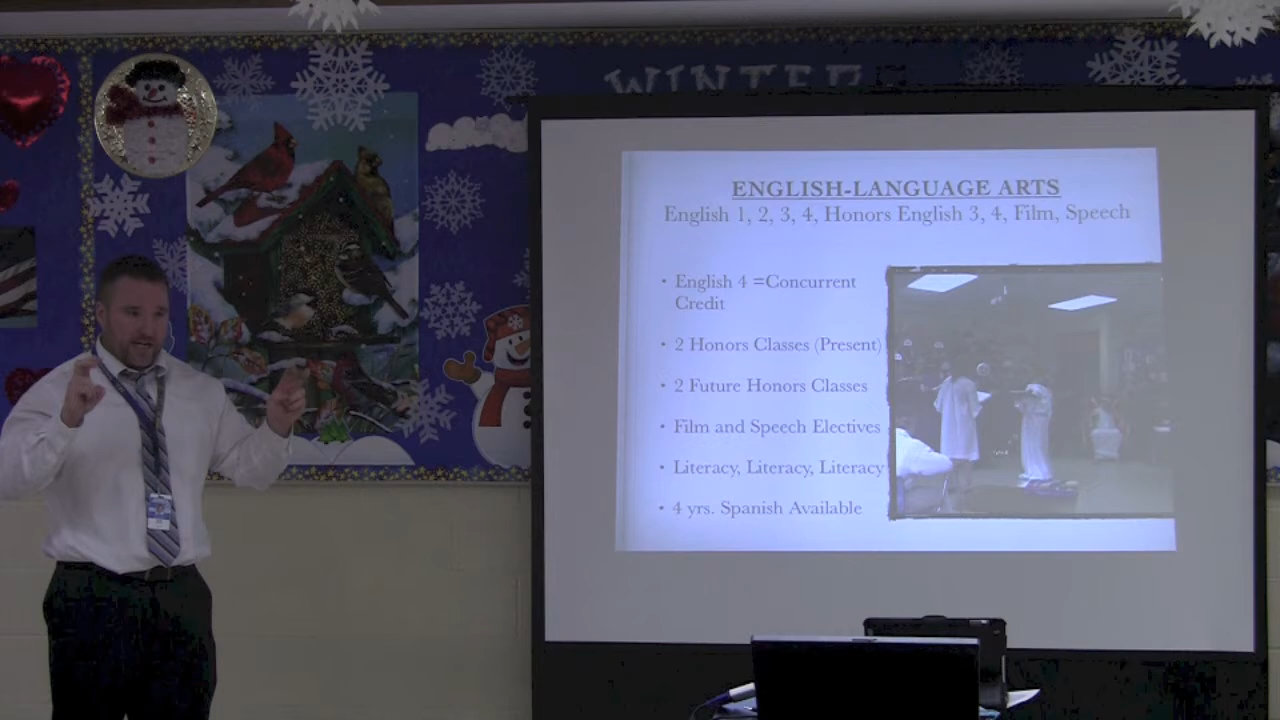 WINTER
ENGLISH-LANGUAGE ARTS
English 1, 2, 3, 4, Honors English 3, 4, Film, Speech
• English 4 =Concurrent
Credit
• 2 Honors Classes (Present)
• 2 Future Honors Classes
• Film and Speech Electives
• Literacy, Literacy, Literacy
• 4 yrs. Spanish Available